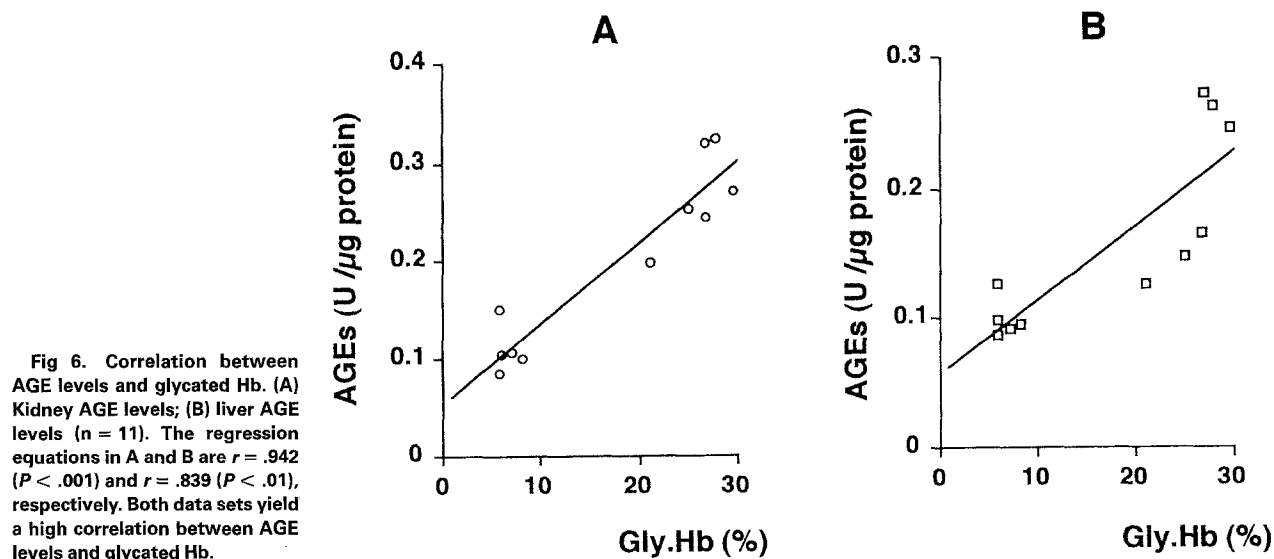 A
0.4
0.3
0.2
0.1
0
0
10
20
30
AGEs (U /µg protein)
Gly.Hb (%)
B
0.3
0.2
0.1
0
0
10
20
30
AGEs (U /µg protein)
Gly.Hb (%)
Fig 6. Correlation between
AGE levels and glycated Hb. (A)
Kidney AGE levels; (B) liver AGE
levels (n = 11). The regression
equations in A and B are r = .942
(P < .001) and r = .839 (P < .01),
respectively. Both data sets yield
a high correlation between AGE
levels and glycated Hb.